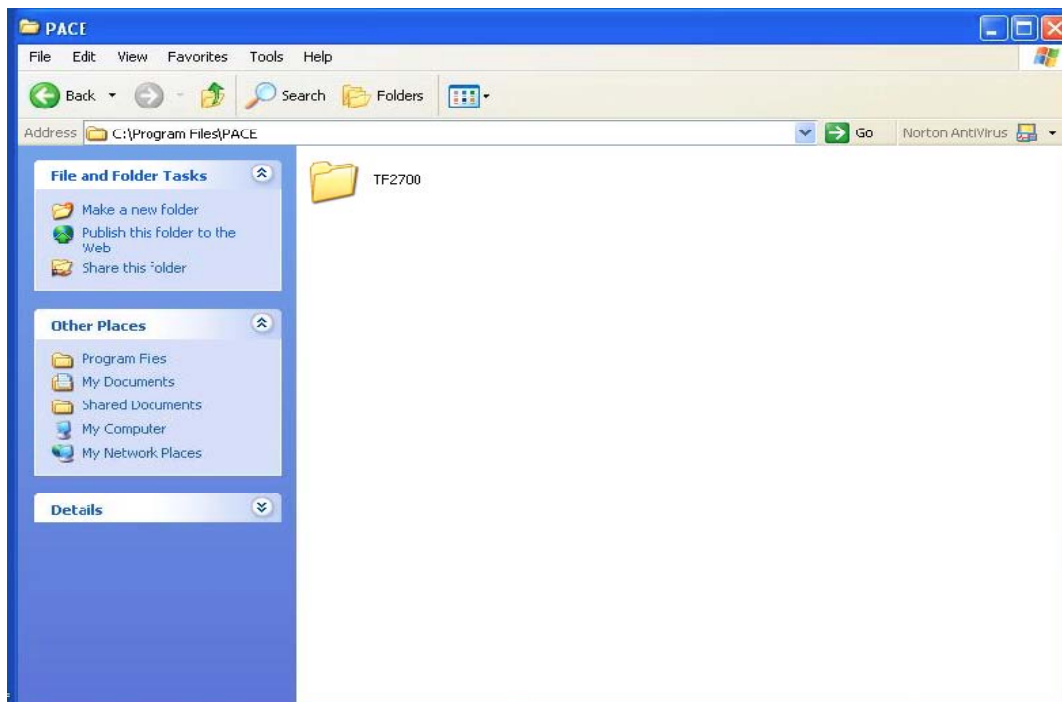 PACE
File Edit View Favorites Tools Help
Back Search Folders
Address C:\Program Files\PACE Go Norton AntiVirus
File and Folder Tasks
Make a new folder
Publish this folder to the
Web
Share this folder
TF2700
Other Places
Program Fies
My Documents
Shared Documents
My Computer
My Network Places
Details